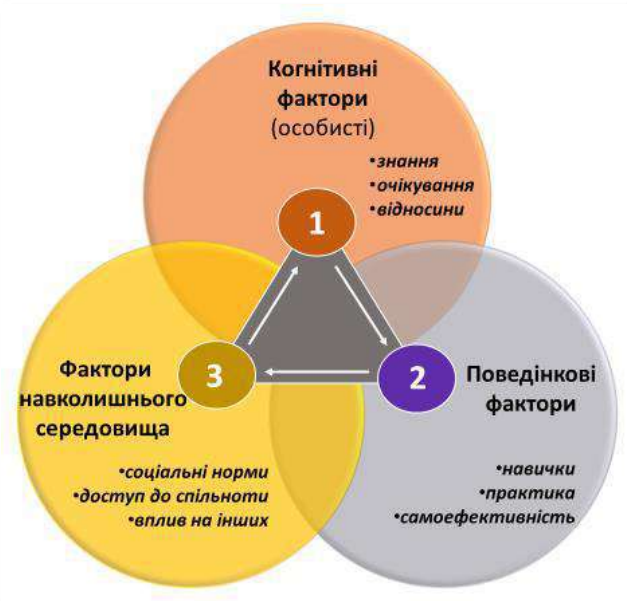 Когнітивні
фактори
(особисті)
•знання
•очікування
•відносини
1
Фактори
навколишнього
середовища
3
•соціальні норми
•доступ до спільноти
•вплив на інших
2
Поведінкові
фактори
•навички
•практика
•самоефективність